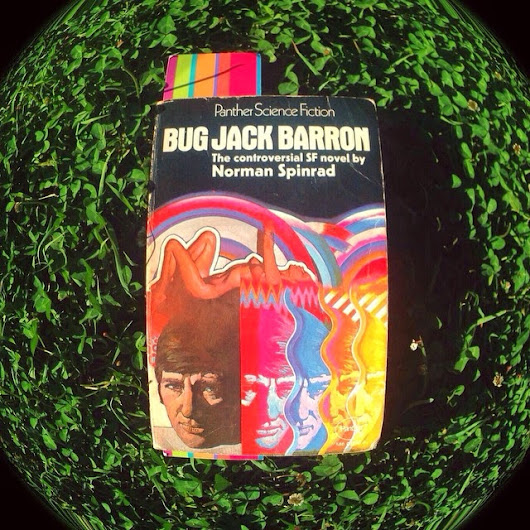 Panther Science Fiction
BUG JACK BARRON
The controversial SF novel by
Norman Spinrad